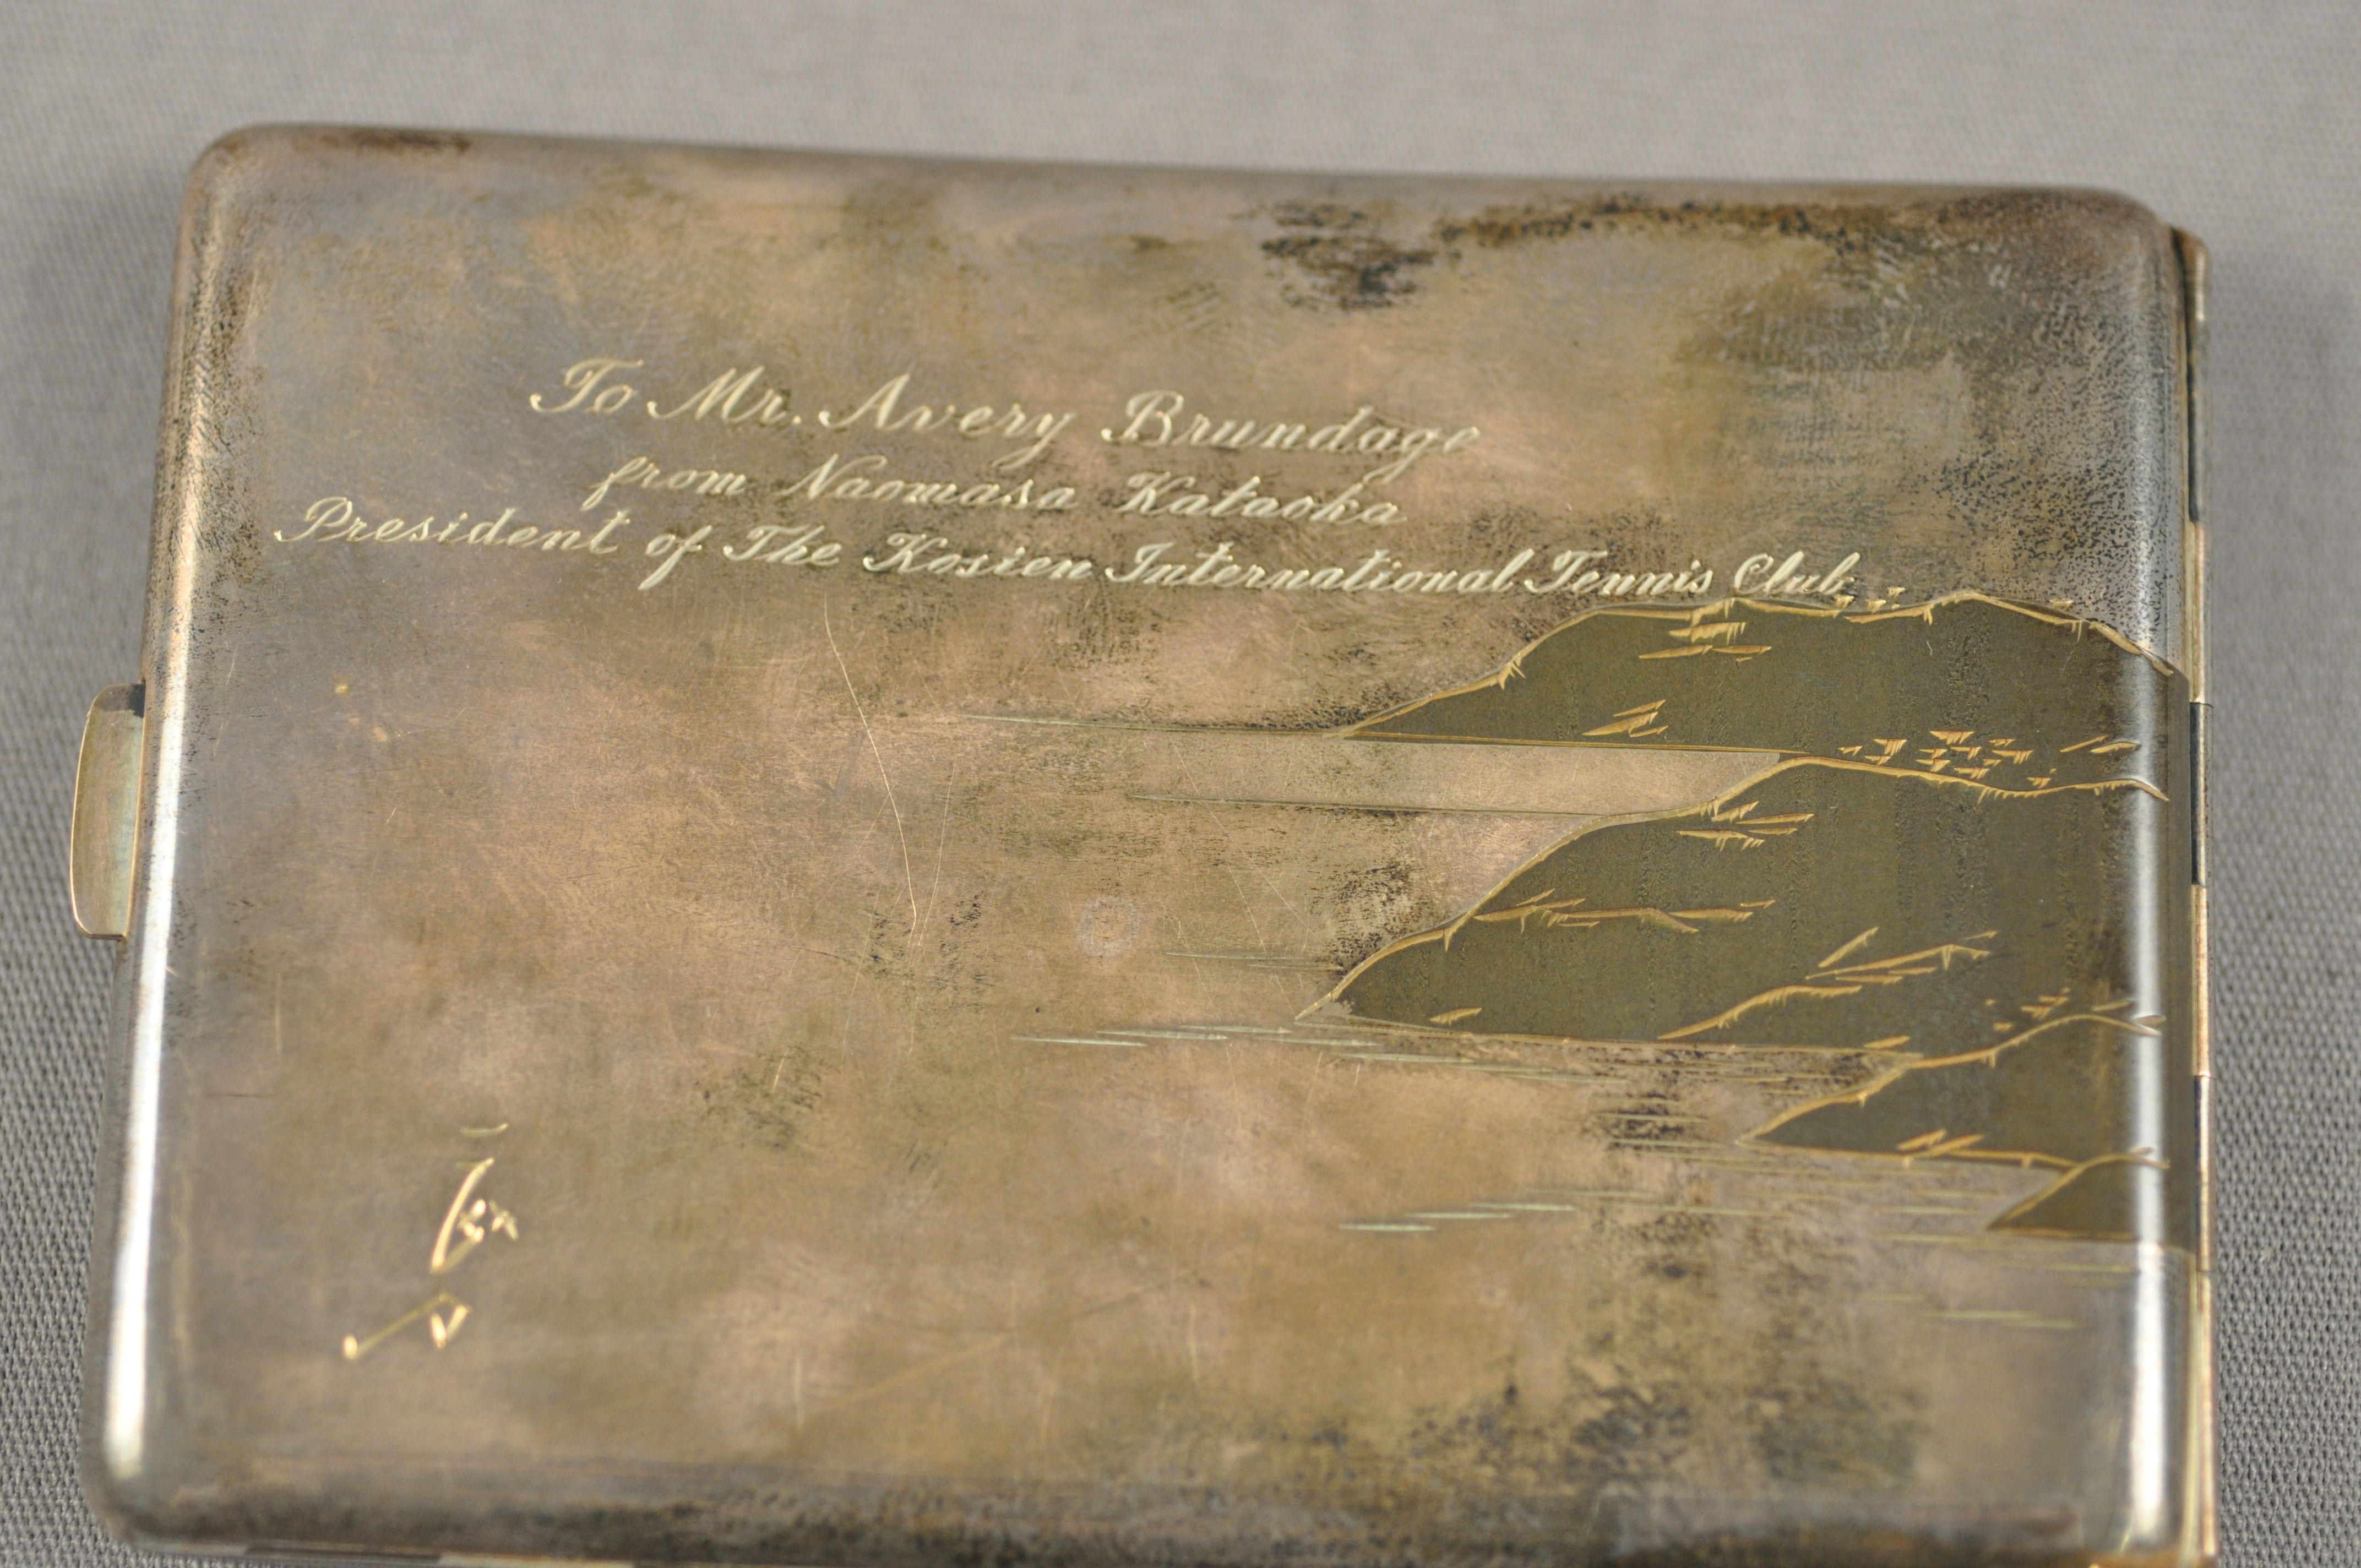 To Mr. Avery Brundage
from Naomasa Kataoka
President of The Kosien International Tennis Club.